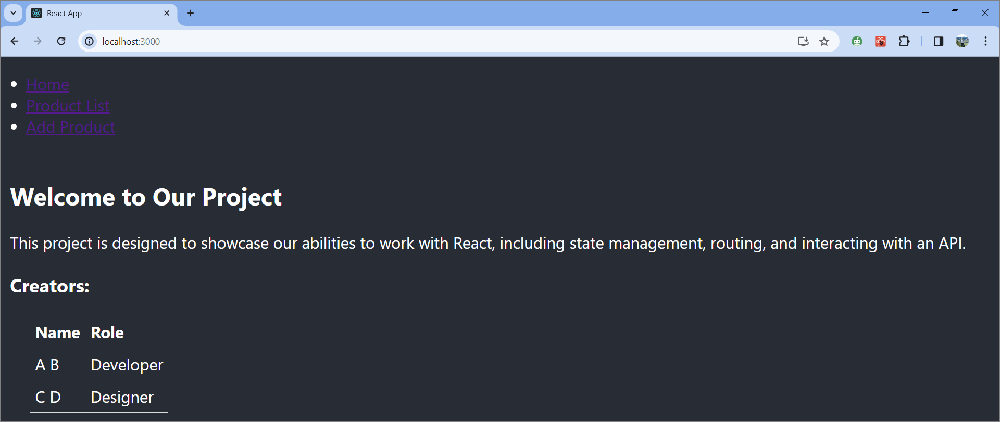 React App
localhost:3000
Home
Product List
Add Product
Welcome to Our Project
This project is designed to showcase our abilities to work with React, including state management, routing, and interacting with an API.
Creators:
Name Role
A B Developer
C D Designer